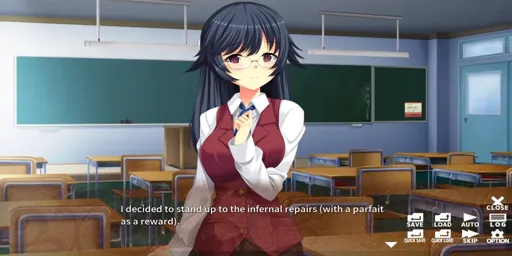 I decided to stand up to the infernal repairs (with a parfait
as a reward).
CLOSE
SAVE LOAD AUTO LOG
QUICK SAVE QUICK LOAD SKIP OPTION